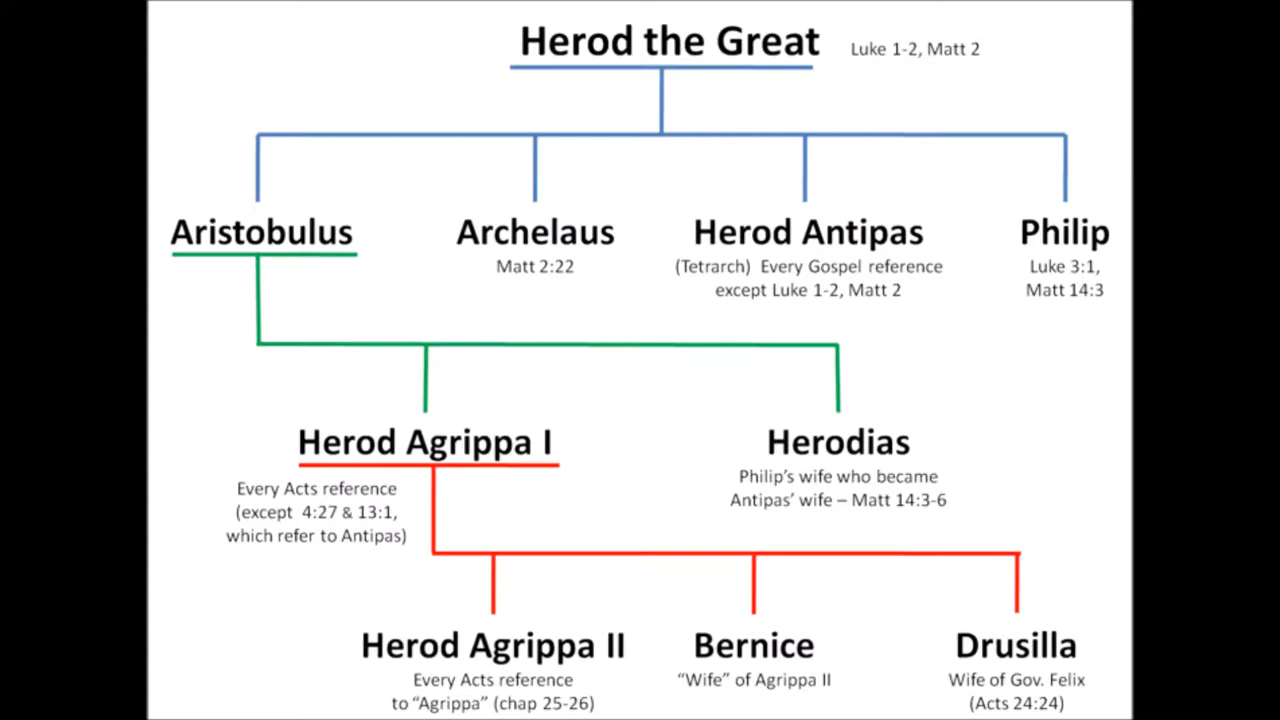 Herod the Great
Luke 1-2, Matt 2
Aristobulus
Archelaus
Matt 2:22
Herod Antipas
(Tetrarch) Every Gospel reference
except Luke 1-2, Matt 2
Philip
Luke 3:1,
Matt 14:3
Herod Agrippa I
Every Acts reference
(except 4:27 & 13:1,
which refer to Antipas)
Herodias
Philip’s wife who became
Antipas’ wife – Matt 14:3-6
Herod Agrippa II
Every Acts reference
to “Agrippa” (chap 25-26)
Bernice
“Wife” of Agrippa II
Drusilla
Wife of Gov. Felix
(Acts 24:24)